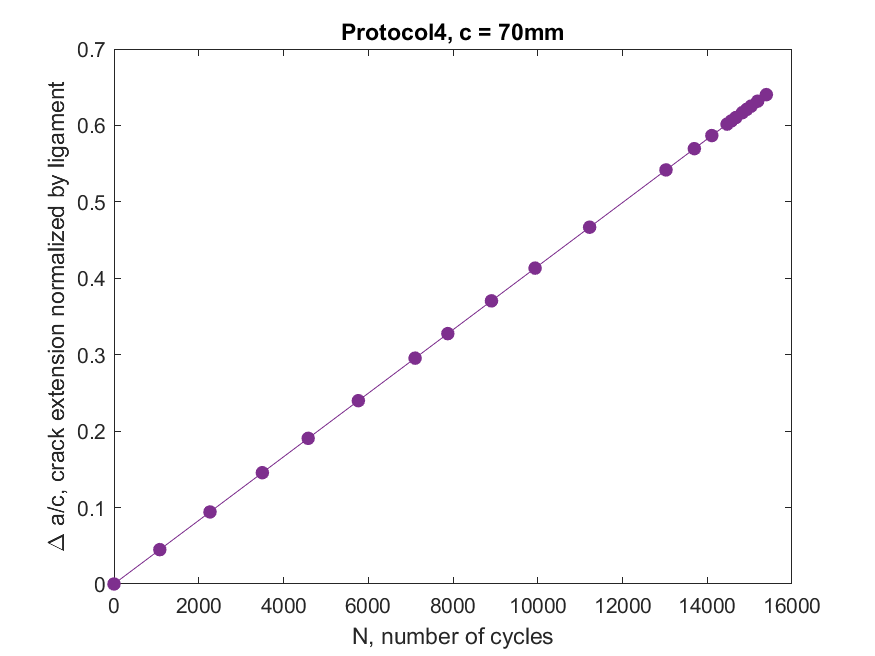 Protocol4, c = 70mm
Δ a/c, crack extension normalized by ligament
0.7
0.6
0.5
0.4
0.3
0.2
0.1
0
0 2000 4000 6000 8000 10000 12000 14000 16000
N, number of cycles